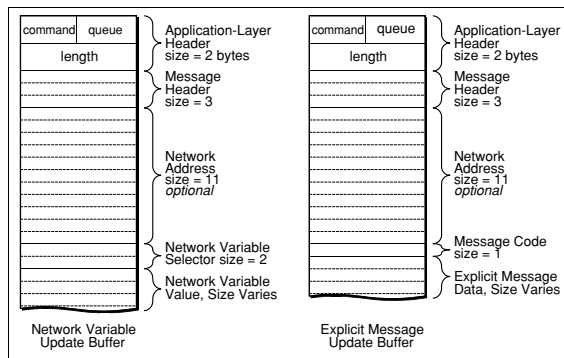 command queue
length
Application-Layer
Header
size = 2 bytes
Message
Header
size = 3
Network
Address
size = 11
optional
Network Variable
Selector size = 2
Network Variable
Value, Size Varies
Network Variable
Update Buffer
command queue
length
Application-Layer
Header
size = 2 bytes
Message
Header
size = 3
Network
Address
size = 11
optional
Message Code
size = 1
Explicit Message
Data, Size Varies
Explicit Message
Update Buffer